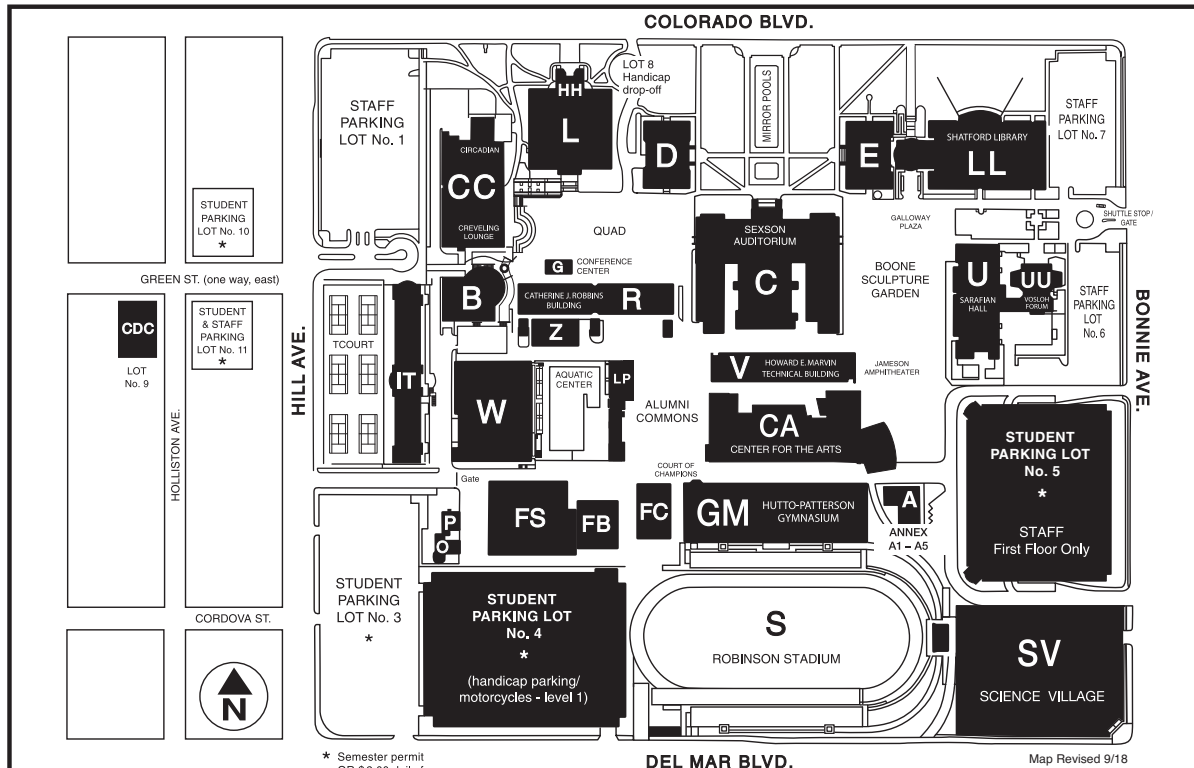 COLORADO BLVD.
STAFF
PARKING
LOT No. 1
HH
L
LOT 8
Handicap
drop-off
MIRROR POOLS
D
E
SHATFORD LIBRARY
LL
STAFF
PARKING
LOT No. 7
CIRCADIAN
CC
CREVELING
LOUNGE
STUDENT
PARKING
LOT No. 10
*
QUAD
SEXSON
AUDITORIUM
C
GALLOWAY
PLAZA
SHUTTLE STOP /
GATE
GREEN ST. (one way, east)
G
CONFERENCE
CENTER
BOONE
SCULPTURE
GARDEN
U
SARAFIAN
HALL
UU
VOSLOH
FORUM
STAFF
PARKING
LOT No. 6
BONNIE AVE.
CDC
LOT
No. 9
STUDENT
& STAFF
PARKING
LOT No. 11
*
HILL AVE.
HOLLISTON AVE.
TCOURT
IT
B
CATHERINE J. ROBBINS
BUILDING
R
Z
W
AQUATIC
CENTER
LP
ALUMNI
COMMONS
V
HOWARD E. MARVIN
TECHNICAL BUILDING
JAMESON
AMPHITHEATER
CA
CENTER FOR THE ARTS
COURT OF
CHAMPIONS
STUDENT
PARKING LOT
No. 5
*
STAFF
First Floor Only
Gate
P
O
FS
FB
FC
GM
HUTTO-PATTERSON
GYMNASIUM
A
ANNEX
A1 – A5
STUDENT
PARKING
LOT No. 3
*
STUDENT
PARKING LOT
No. 4
*
(handicap parking/
motorcycles - level 1)
S
ROBINSON STADIUM
SV
SCIENCE VILLAGE
CORDOVA ST.
N
* Semester permit
DEL MAR BLVD.
Map Revised 9/18